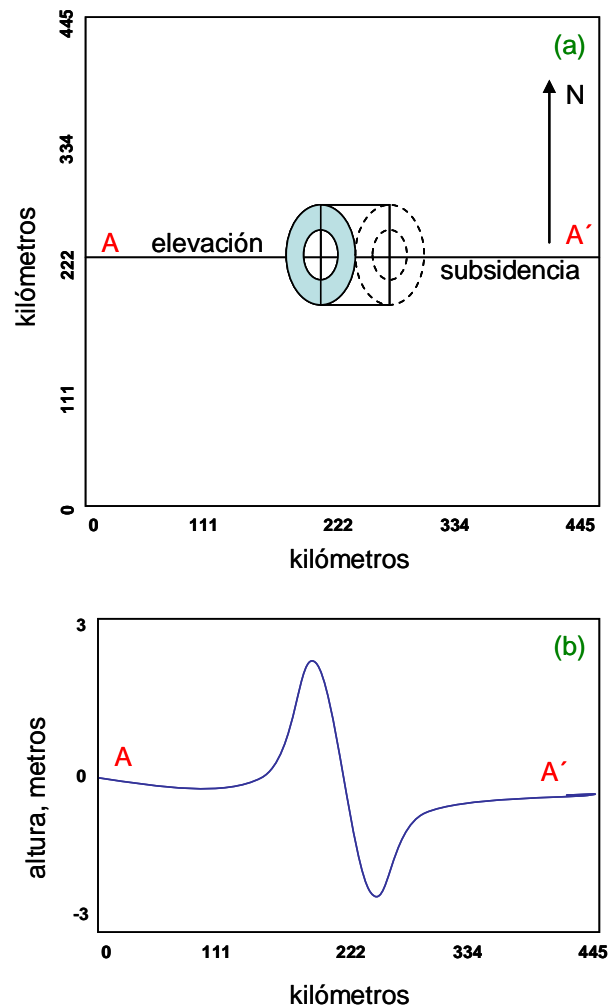 445
(a)
334
N
A
elevación
A´
222
subsidencia
kilómetros
111
0
0 111 222 334 445
kilómetros
3
(b)
A
A´
0
altura, metros
-3
0 111 222 334 445
kilómetros